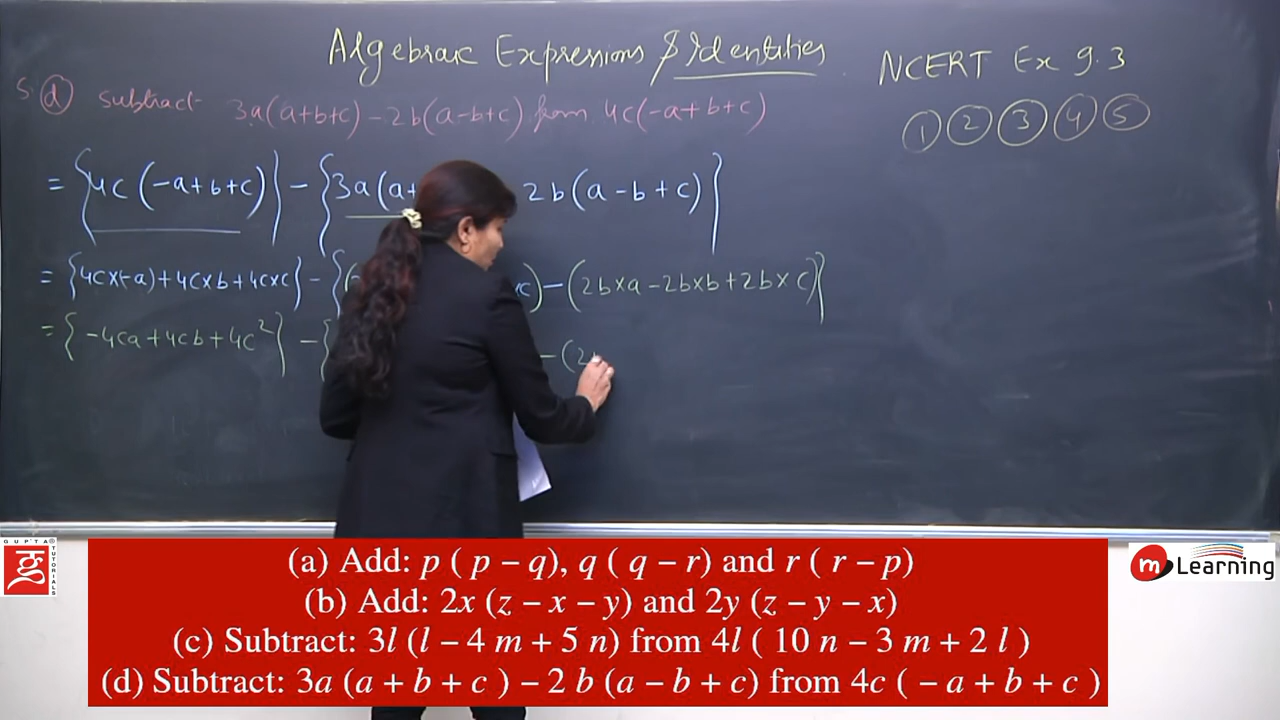 Algebraic Expressions & Identities
NCERT Ex 9.3
① ② ③ ④ ⑤
5. ⓓ subtract 3a(a+b+c) - 2b(a-b+c) from 4c(-a+b+c)
= {4c(-a+b+c)} - {3a(a+ 2b(a-b+c)}
= {4c×(-a)+4c×b+4c×c} - {( ×c) - (2b×a-2b×b+2b×c)}
= {-4ca+4cb+4c²} - { - (2
GUPTA® TUTORIALS
(a) Add: p ( p – q), q ( q – r) and r ( r – p)
(b) Add: 2x (z – x – y) and 2y (z – y – x)
(c) Subtract: 3l (l – 4 m + 5 n) from 4l ( 10 n – 3 m + 2 l )
(d) Subtract: 3a (a + b + c ) – 2 b (a – b + c) from 4c ( – a + b + c )
m Learning